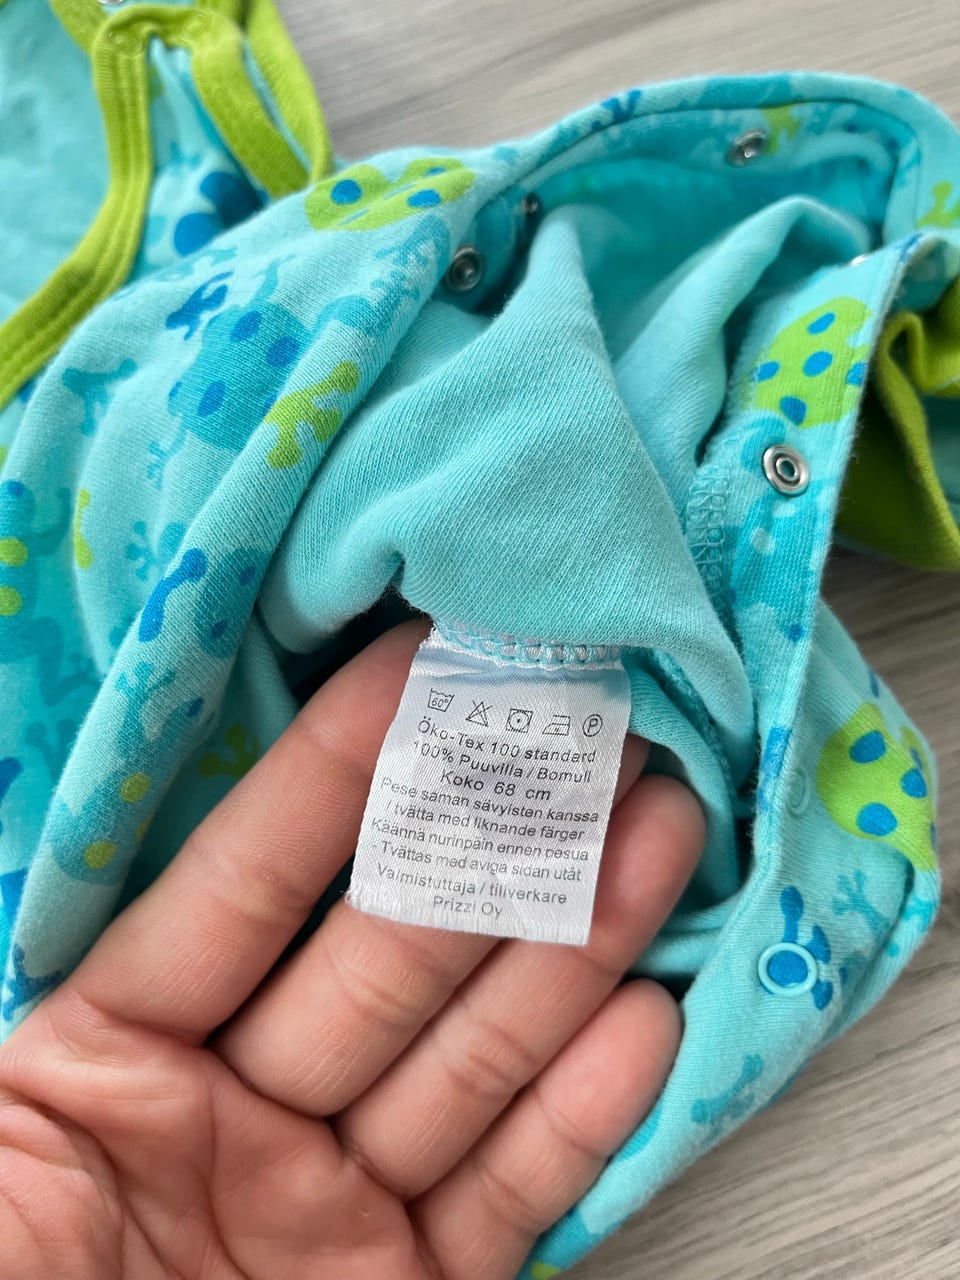 60° P
Öko-Tex 100 standard
100% Puuvilla / Bomull
Koko 68 cm
Pese saman sävyisten kanssa
/ tvätta med liknande färger
Käännä nurinpäin ennen pesua
Tvättas med aviga sidan utåt
Valmistuttaja / tillverkare
Prizzi Oy